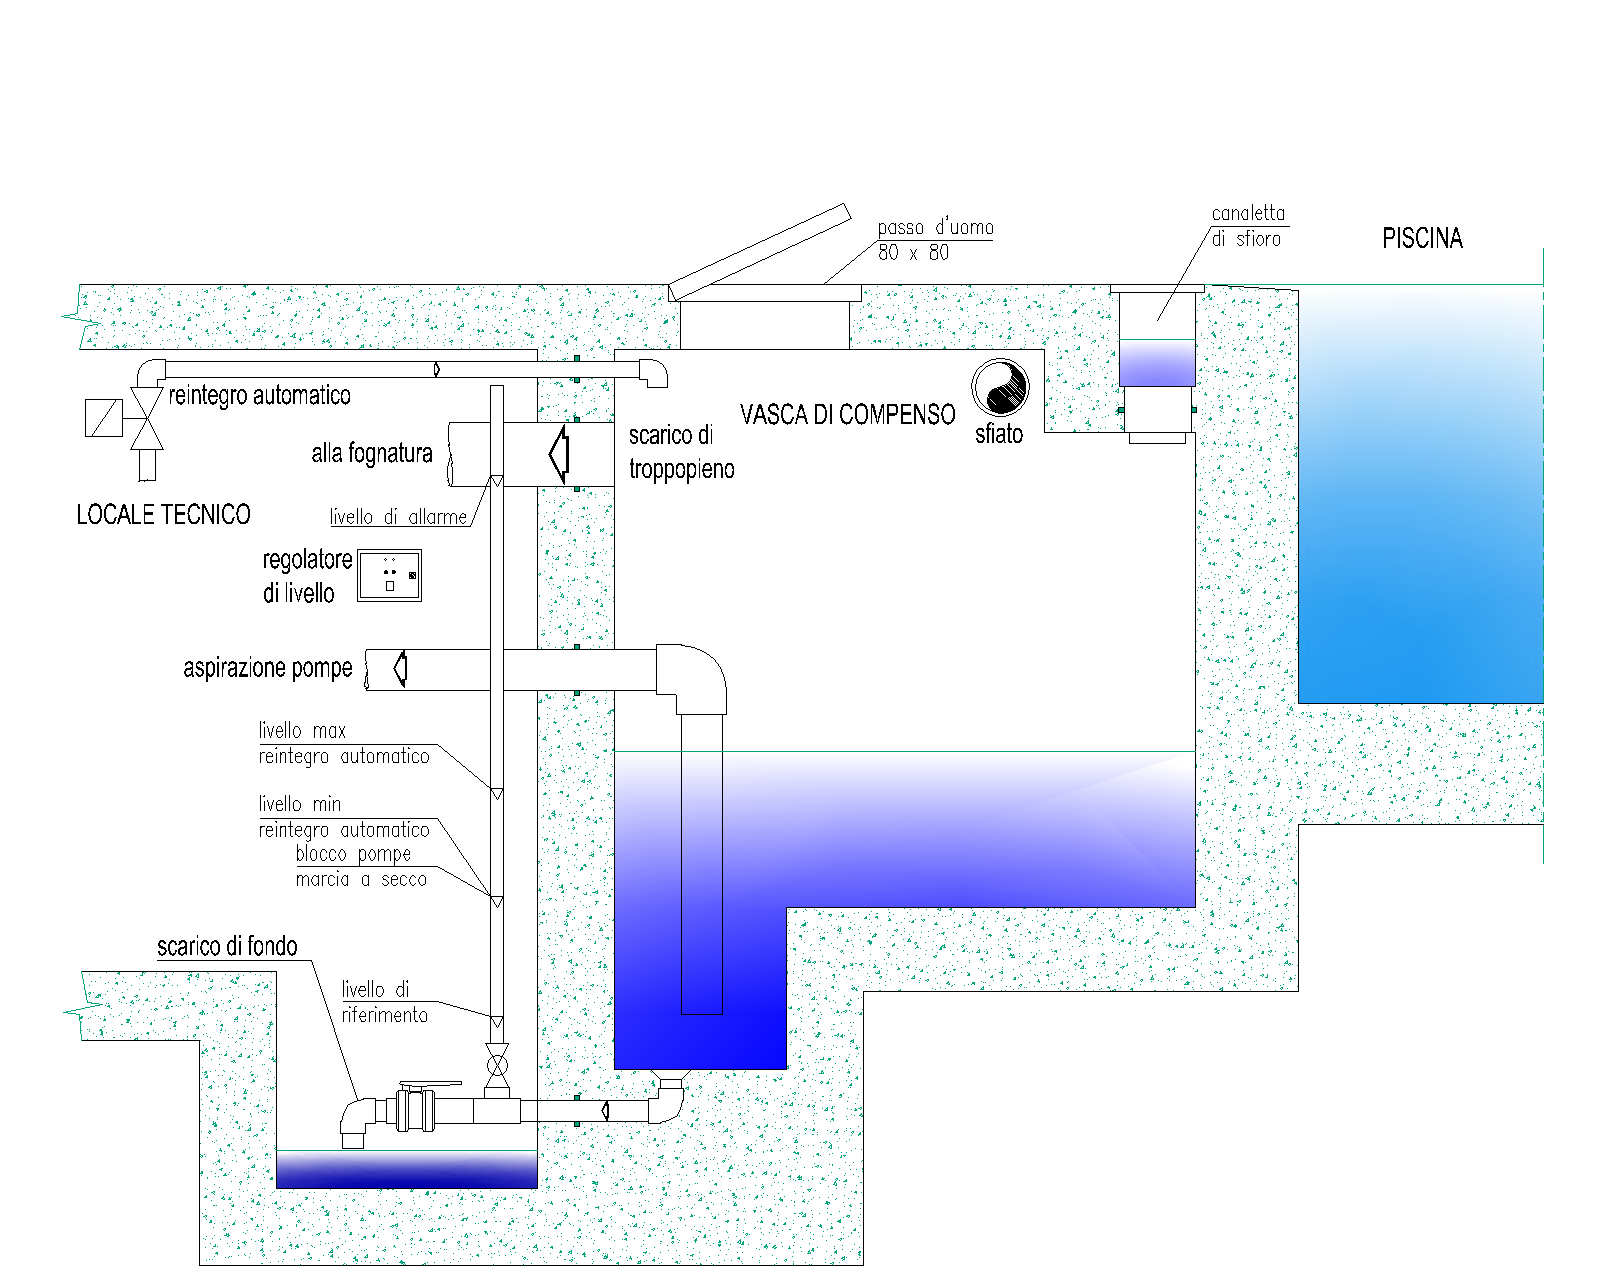 canaletta
di sfioro
PISCINA
passo d'uomo
80 x 80
reintegro automatico
VASCA DI COMPENSO
sfiato
alla fognatura
scarico di
troppopieno
LOCALE TECNICO
livello di allarme
regolatore
di livello
aspirazione pompe
livello max
reintegro automatico
livello min
reintegro automatico
blocco pompe
marcia a secco
scarico di fondo
livello di
riferimento